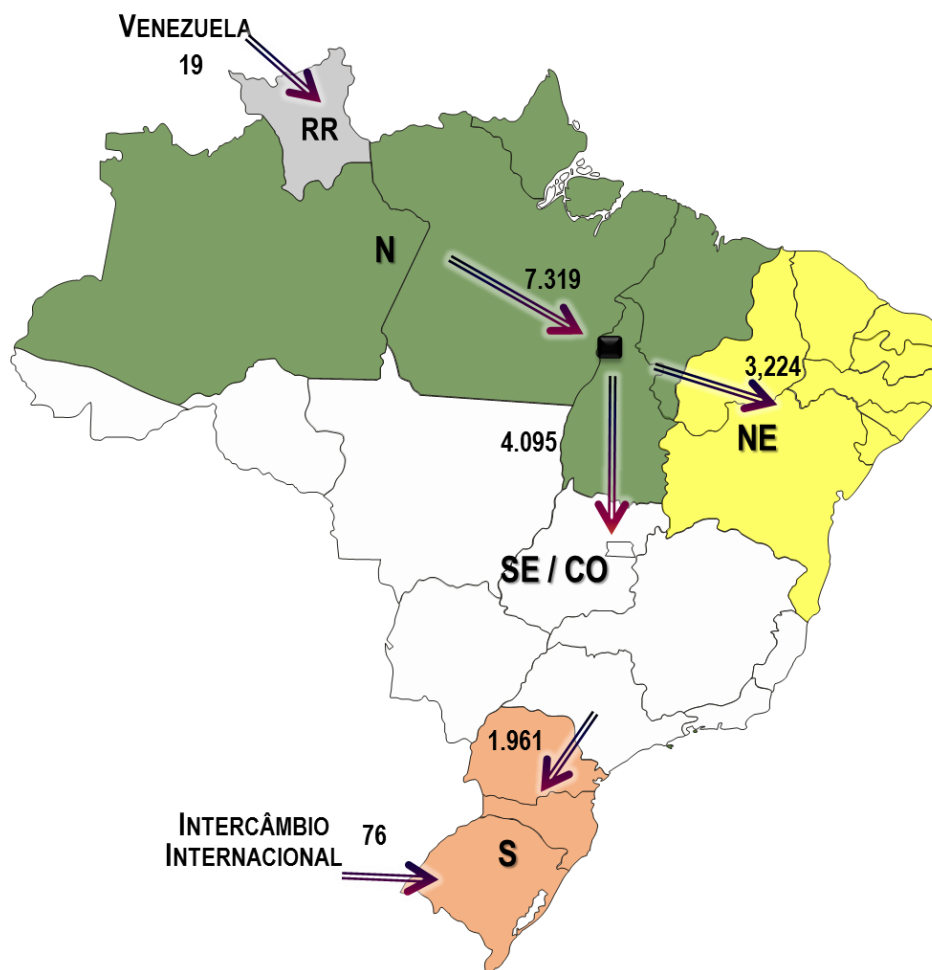 VENEZUELA
19
RR
N
7.319
3,224
NE
4.095
SE / CO
1.961
INTERCÂMBIO
INTERNACIONAL
76
S